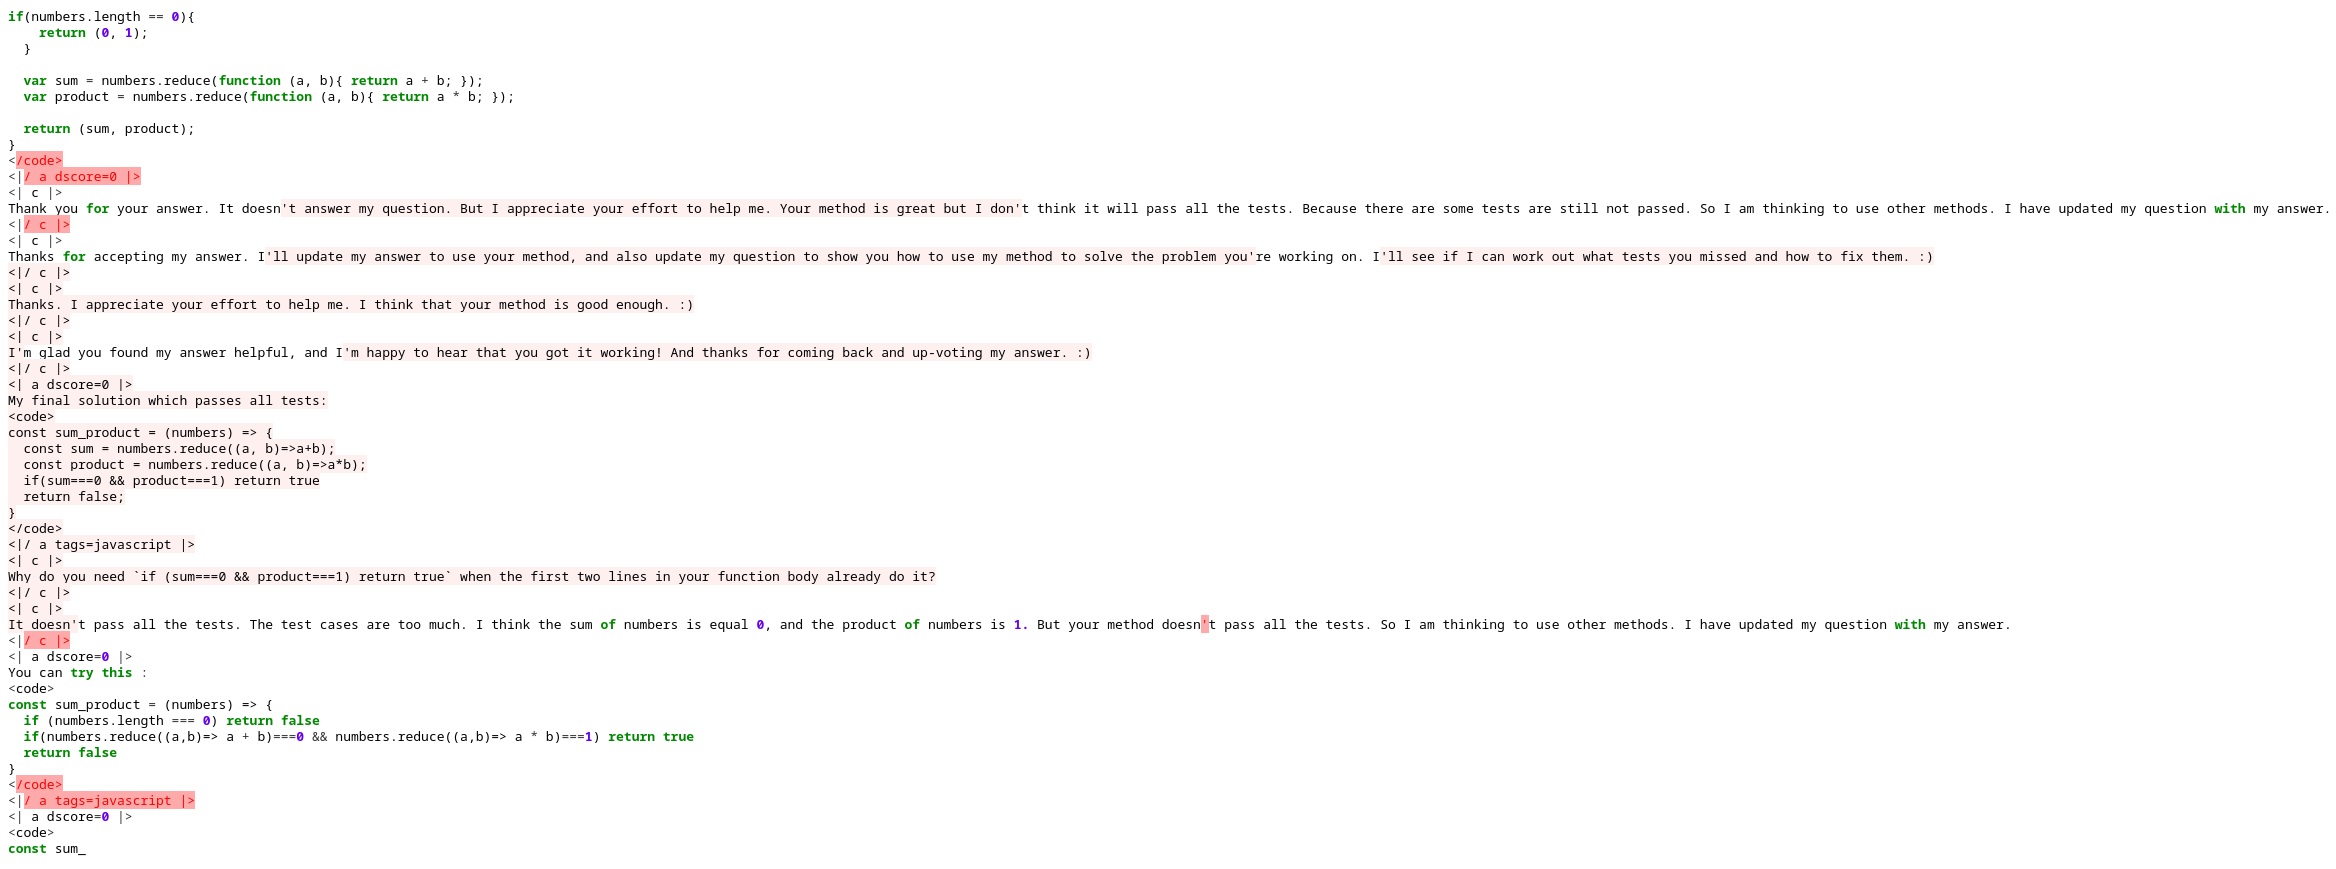 if(numbers.length == 0){
    return (0, 1);
  }

  var sum = numbers.reduce(function (a, b){ return a + b; });
  var product = numbers.reduce(function (a, b){ return a * b; });

  return (sum, product);
}
</code>
<|/ a dscore=0 |>
<| c |>
Thank you for your answer. It doesn't answer my question. But I appreciate your effort to help me. Your method is great but I don't think it will pass all the tests. Because there are some tests are still not passed. So I am thinking to use other methods. I have updated my question with my answer.
<|/ c |>
<| c |>
Thanks for accepting my answer. I'll update my answer to use your method, and also update my question to show you how to use my method to solve the problem you're working on. I'll see if I can work out what tests you missed and how to fix them. :)
<|/ c |>
<| c |>
Thanks. I appreciate your effort to help me. I think that your method is good enough. :)
<|/ c |>
<| c |>
I'm glad you found my answer helpful, and I'm happy to hear that you got it working! And thanks for coming back and up-voting my answer. :)
<|/ c |>
<| a dscore=0 |>
My final solution which passes all tests:
<code>
const sum_product = (numbers) => {
  const sum = numbers.reduce((a, b)=>a+b);
  const product = numbers.reduce((a, b)=>a*b);
  if(sum===0 && product===1) return true
  return false;
}
</code>
<|/ a tags=javascript |>
<| c |>
Why do you need `if (sum===0 && product===1) return true` when the first two lines in your function body already do it?
<|/ c |>
<| c |>
It doesn't pass all the tests. The test cases are too much. I think the sum of numbers is equal 0, and the product of numbers is 1. But your method doesn't pass all the tests. So I am thinking to use other methods. I have updated my question with my answer.
<|/ c |>
<| a dscore=0 |>
You can try this :
<code>
const sum_product = (numbers) => {
  if (numbers.length === 0) return false
  if(numbers.reduce((a,b)=> a + b)===0 && numbers.reduce((a,b)=> a * b)===1) return true
  return false
}
</code>
<|/ a tags=javascript |>
<| a dscore=0 |>
<code>
const sum_